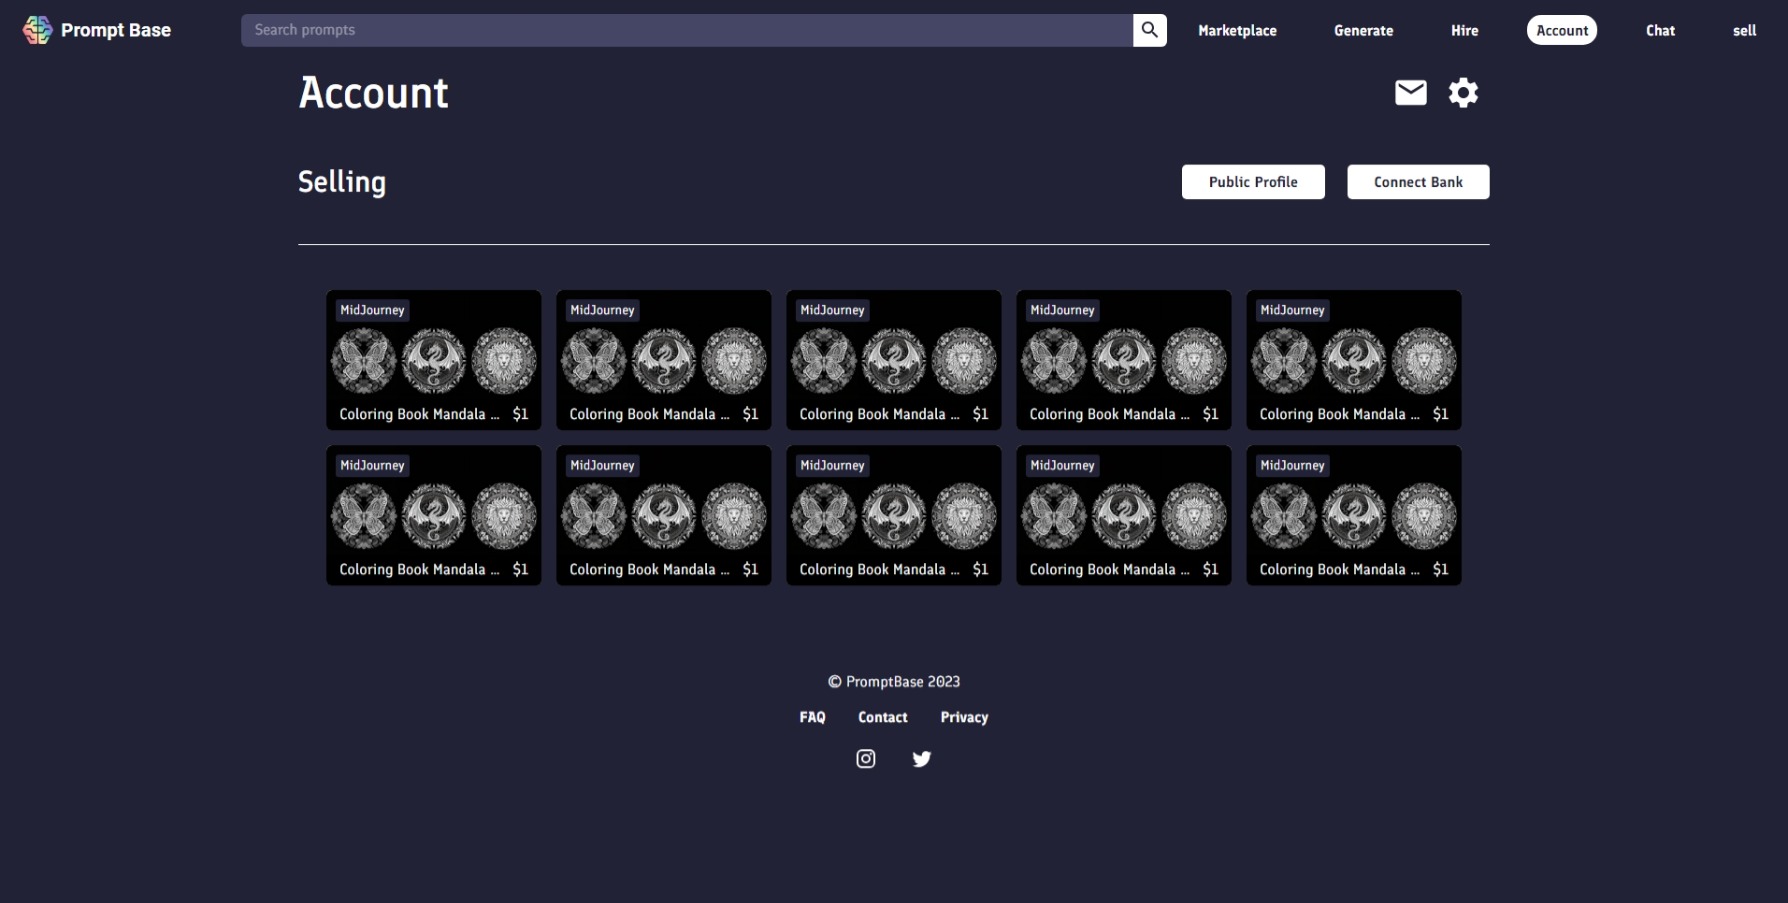 Prompt Base
Search prompts
Marketplace
Generate
Hire
Account
Chat
sell
Account
Selling
Public Profile
Connect Bank
MidJourney
MidJourney
MidJourney
MidJourney
MidJourney
Coloring Book Mandala ... $1
Coloring Book Mandala ... $1
Coloring Book Mandala ... $1
Coloring Book Mandala ... $1
Coloring Book Mandala ... $1
MidJourney
MidJourney
MidJourney
MidJourney
MidJourney
Coloring Book Mandala ... $1
Coloring Book Mandala ... $1
Coloring Book Mandala ... $1
Coloring Book Mandala ... $1
Coloring Book Mandala ... $1
© PromptBase 2023
FAQ
Contact
Privacy